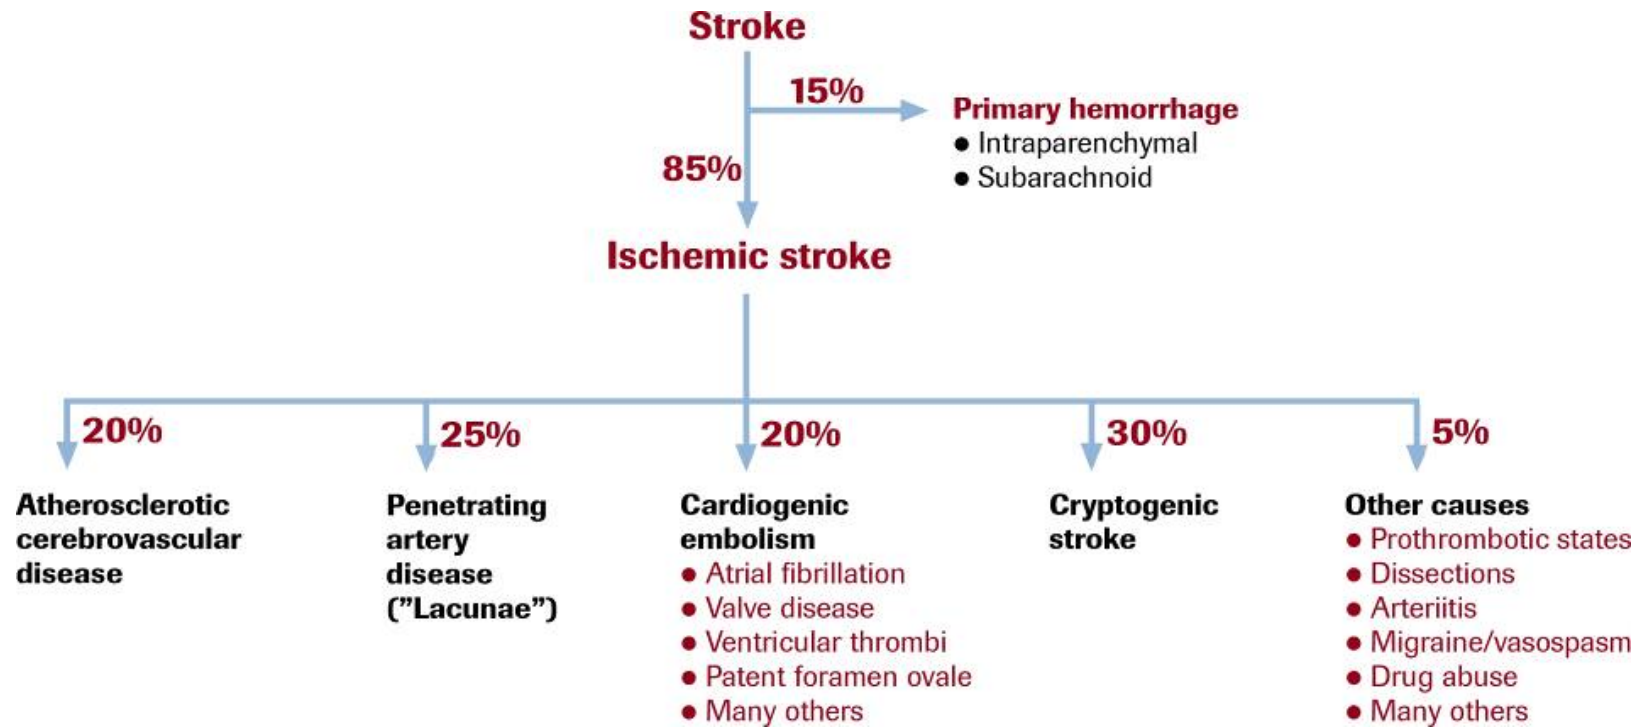 Stroke
15%
Primary hemorrhage
● Intraparenchymal
● Subarachnoid
85%
Ischemic stroke
20%
Atherosclerotic
cerebrovascular
disease
25%
Penetrating
artery
disease
(”Lacunae”)
20%
Cardiogenic
embolism
● Atrial fibrillation
● Valve disease
● Ventricular thrombi
● Patent foramen ovale
● Many others
30%
Cryptogenic
stroke
5%
Other causes
● Prothrombotic states
● Dissections
● Arteriitis
● Migraine/vasospasm
● Drug abuse
● Many others